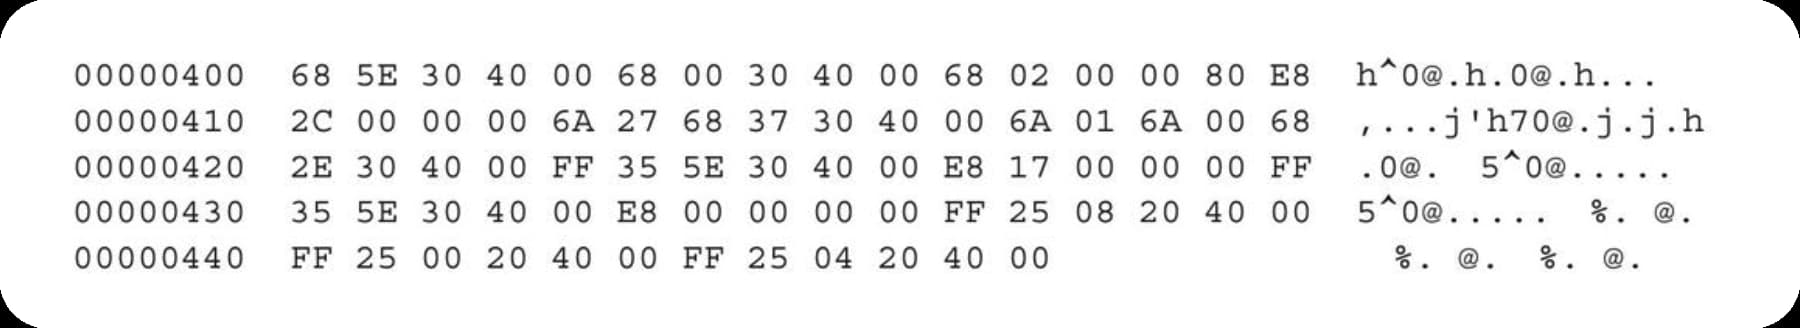 00000400  68 5E 30 40 00 68 00 30 40 00 68 02 00 00 80 E8  h^0@.h.0@.h...
00000410  2C 00 00 00 6A 27 68 37 30 40 00 6A 01 6A 00 68  ,...j'h70@.j.j.h
00000420  2E 30 40 00 FF 35 5E 30 40 00 E8 17 00 00 00 FF  .0@.  5^0@.....
00000430  35 5E 30 40 00 E8 00 00 00 00 FF 25 08 20 40 00  5^0@.....  %. @.
00000440  FF 25 00 20 40 00 FF 25 04 20 40 00  %. @.  %. @.